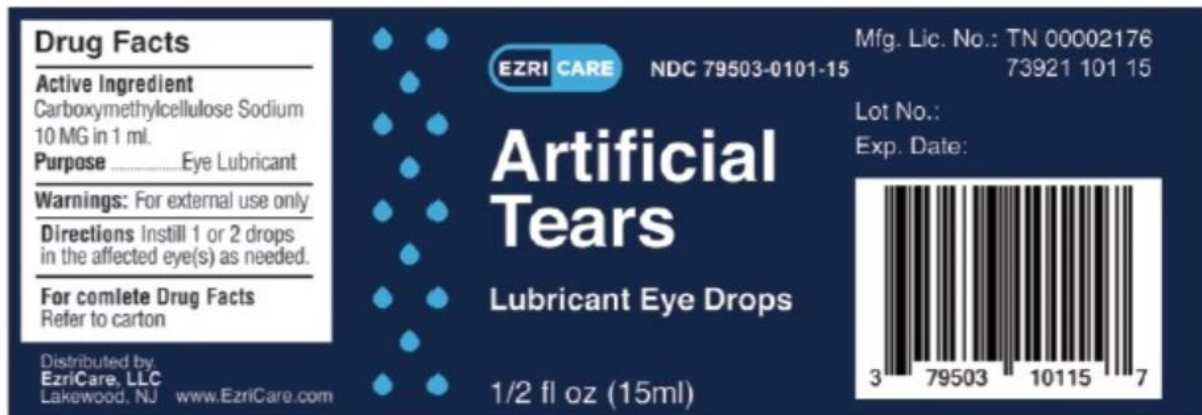 Drug Facts
Active Ingredient
Carboxymethylcellulose Sodium
10 MG in 1 ml.
Purpose ................. Eye Lubricant
Warnings: For external use only
Directions Instill 1 or 2 drops
in the affected eye(s) as needed.
For comlete Drug Facts
Refer to carton
Distributed by
EzriCare, LLC
Lakewood, NJ www.EzriCare.com
EZRI CARE NDC 79503-0101-15
Artificial
Tears
Lubricant Eye Drops
1/2 fl oz (15ml)
Mfg. Lic. No.: TN 00002176
73921 101 15
Lot No.:
Exp. Date:
3 79503 10115 7